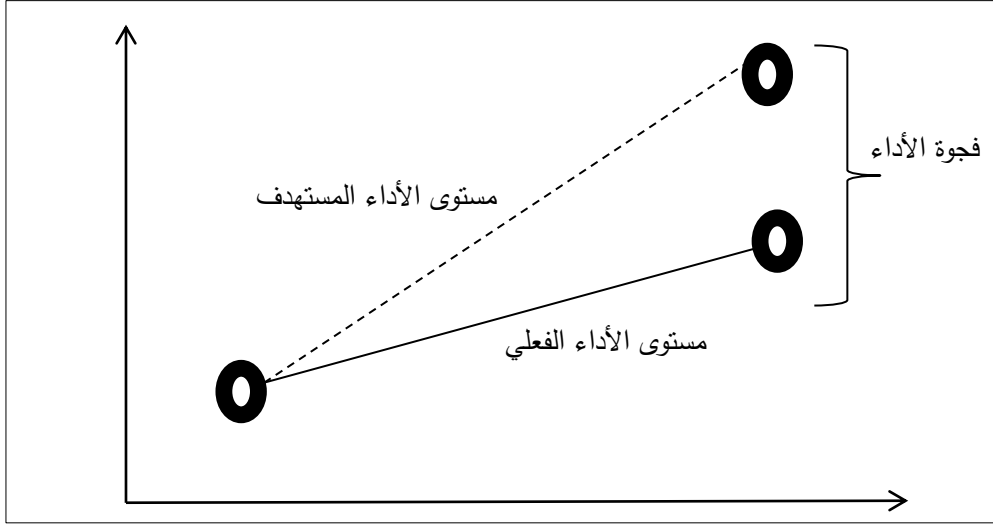 فجوة الأداء
مستوى الأداء المستهدف
مستوى الأداء الفعلي